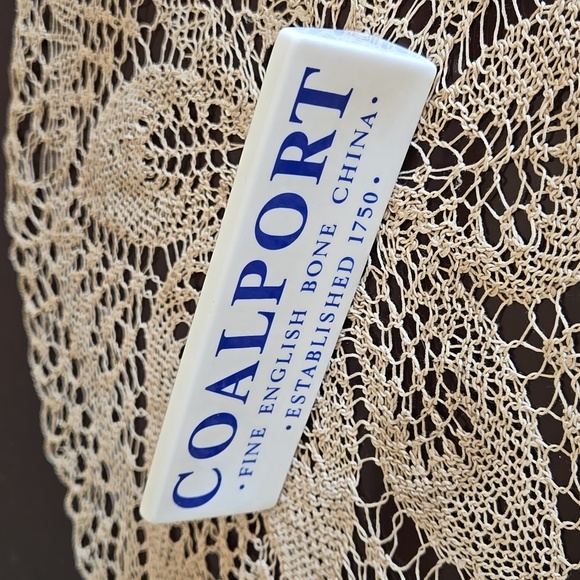 COALPORT
·FINE ENGLISH BONE CHINA·
·ESTABLISHED 1750·